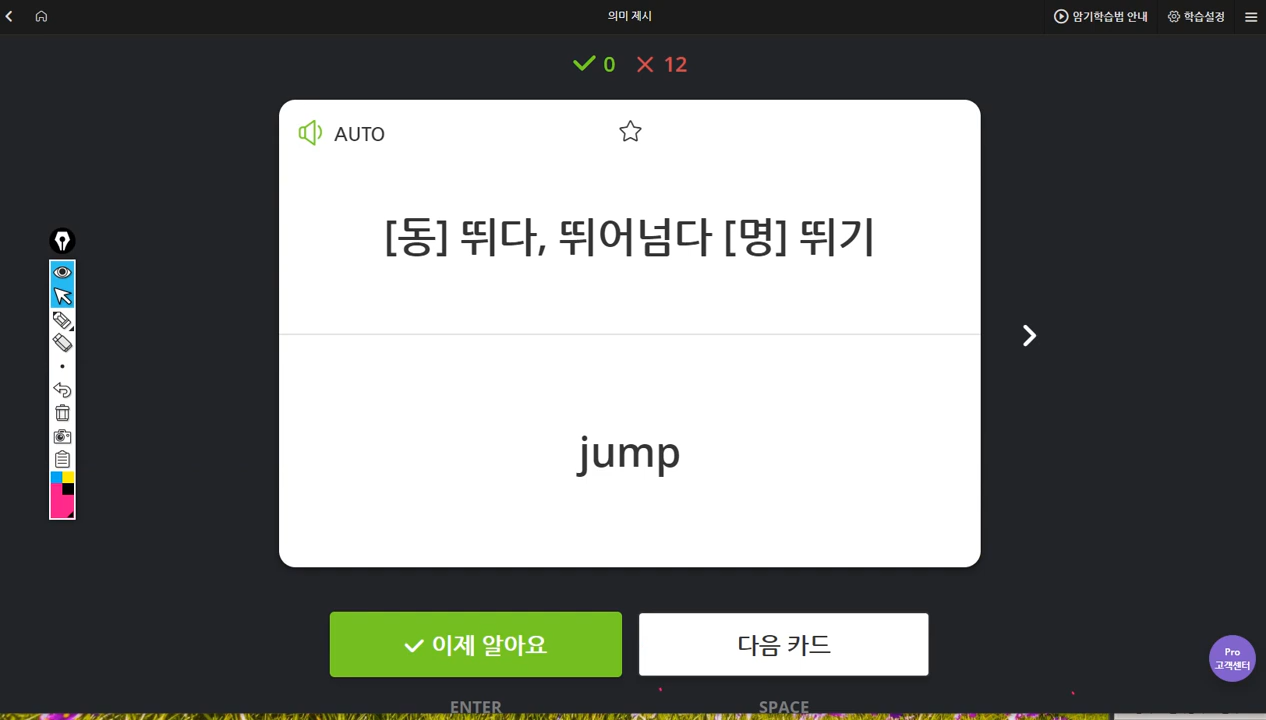 의미 제시
암기학습법 안내
학습설정
0
12
AUTO
[동] 뛰다, 뛰어넘다 [명] 뛰기
jump
이제 알아요
다음 카드
Pro
고객센터
ENTER
SPACE